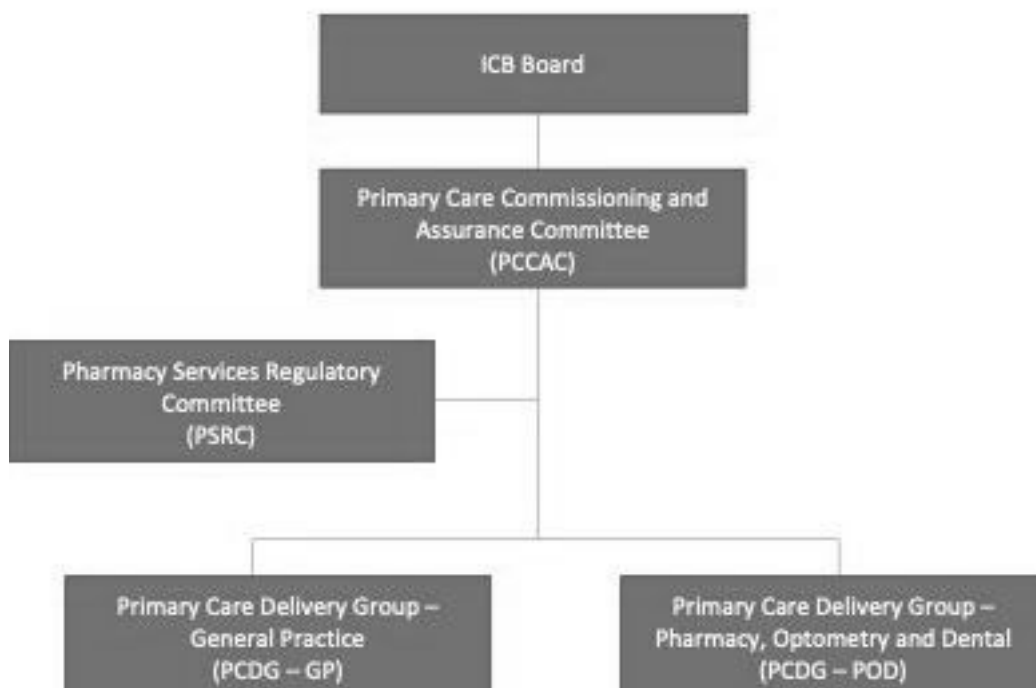 ICB Board
Primary Care Commissioning and
Assurance Committee
(PCCAC)
Pharmacy Services Regulatory
Committee
(PSRC)
Primary Care Delivery Group –
General Practice
(PCDG – GP)
Primary Care Delivery Group –
Pharmacy, Optometry and Dental
(PCDG – POD)